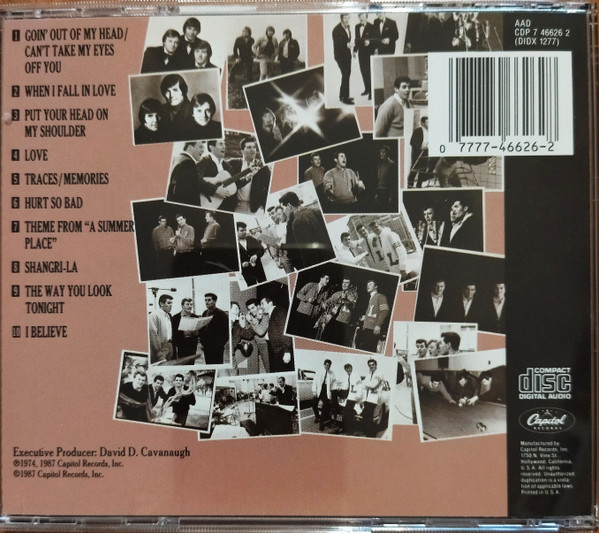 1 GOIN' OUT OF MY HEAD/
CAN'T TAKE MY EYES
OFF YOU
2 WHEN I FALL IN LOVE
3 PUT YOUR HEAD ON
MY SHOULDER
4 LOVE
5 TRACES/MEMORIES
6 HURT SO BAD
7 THEME FROM “A SUMMER
PLACE”
8 SHANGRI-LA
9 THE WAY YOU LOOK
TONIGHT
10 I BELIEVE
Executive Producer: David D. Cavanaugh
℗1974, 1987 Capitol Records, Inc.
©1987 Capitol Records, Inc.
AAD
CDP 7 46626 2
(DIDX 1277)
0 7777-46626-2
COMPACT
disc
DIGITAL AUDIO
Capitol
RECORDS
Manufactured by
Capitol Records, Inc.
1750 N. Vine St.
Hollywood, California,
U.S.A. All rights
reserved. Unauthorized
duplication is a viola-
tion of applicable laws.
Printed in U.S.A.